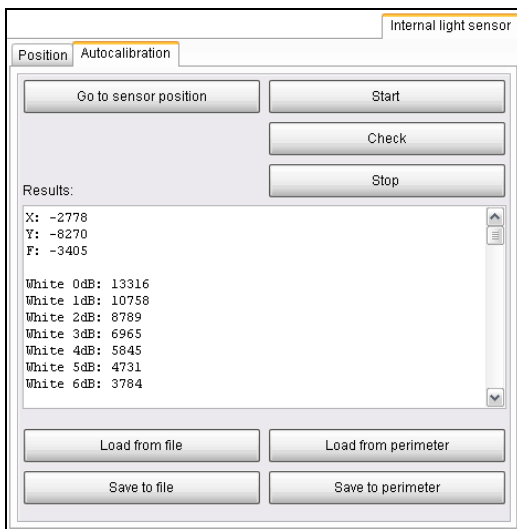 Internal light sensor
Position Autocalibration
Go to sensor position Start
Check
Stop
Results:
X: -2778
Y: -8270
F: -3405
White 0dB: 13316
White 1dB: 10758
White 2dB: 8789
White 3dB: 6965
White 4dB: 5845
White 5dB: 4731
White 6dB: 3784
Load from file Load from perimeter
Save to file Save to perimeter